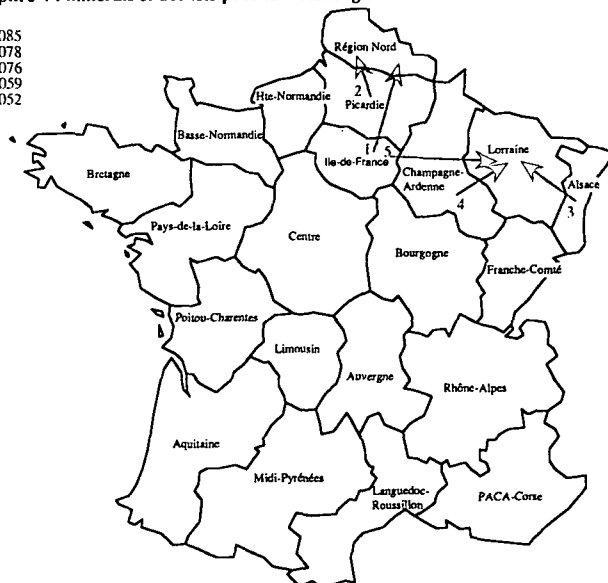 085
078
076
059
052
Région Nord
2
Picardie
Hte-Normandie
Basse-Normandie
1
5
Ile-de-France
Lorraine
Champagne-
Ardenne
4
Alsace
3
Bretagne
Pays-de-la-Loire
Centre
Bourgogne
Franche-Comté
Poitou-Charentes
Limousin
Auvergne
Rhône-Alpes
Aquitaine
Midi-Pyrénées
Languedoc-
Roussillon
PACA-Corse